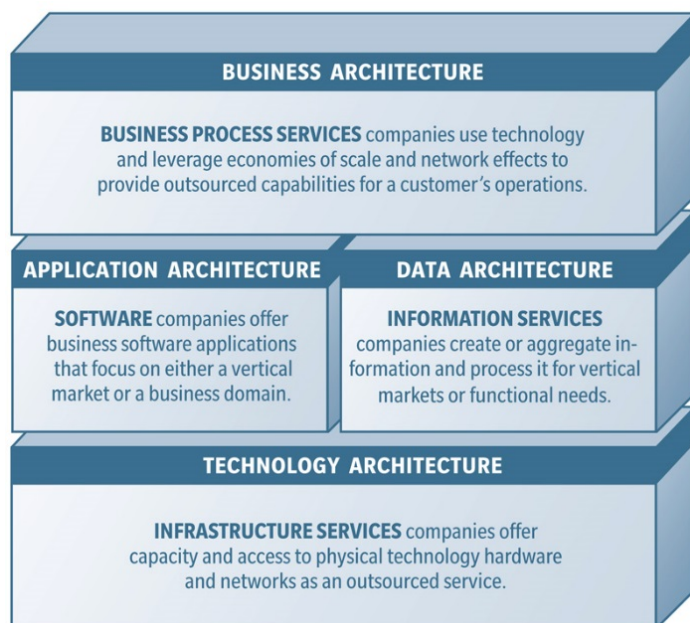 BUSINESS ARCHITECTURE
BUSINESS PROCESS SERVICES companies use technology
and leverage economies of scale and network effects to
provide outsourced capabilities for a customer’s operations.
APPLICATION ARCHITECTURE
SOFTWARE companies offer
business software applications
that focus on either a vertical
market or a business domain.
DATA ARCHITECTURE
INFORMATION SERVICES
companies create or aggregate in-
formation and process it for vertical
markets or functional needs.
TECHNOLOGY ARCHITECTURE
INFRASTRUCTURE SERVICES companies offer
capacity and access to physical technology hardware
and networks as an outsourced service.